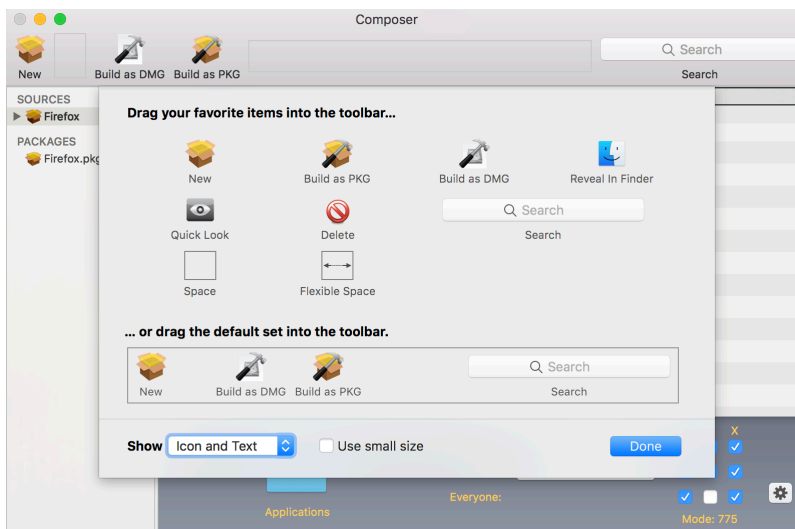 Composer
New
Build as DMG
Build as PKG
Search
Search
SOURCES
Firefox
PACKAGES
Firefox.pkg
Drag your favorite items into the toolbar...
New
Build as PKG
Build as DMG
Reveal In Finder
Quick Look
Delete
Search
Search
Space
Flexible Space
... or drag the default set into the toolbar.
New
Build as DMG
Build as PKG
Search
Search
Show
Icon and Text
Use small size
Done
X
Everyone:
Applications
Mode: 775